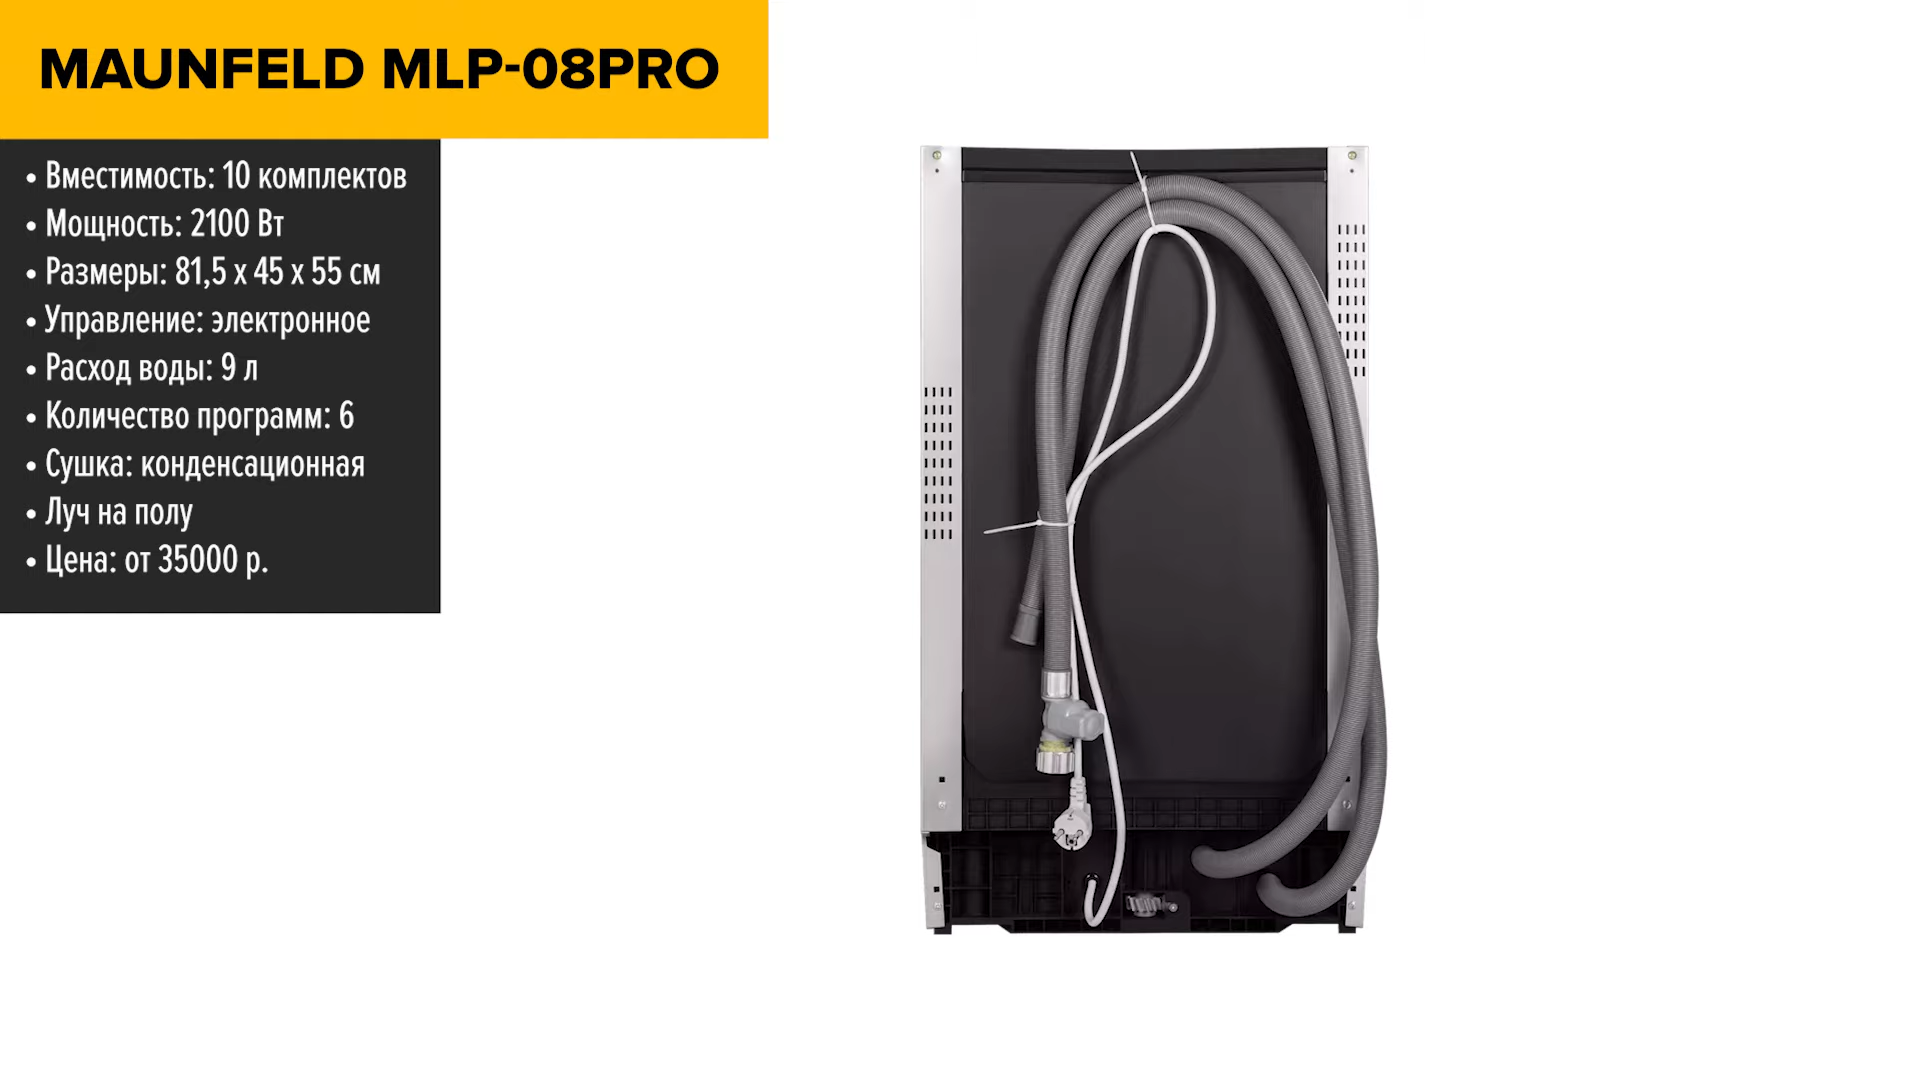 MAUNFELD MLP-08PRO
• Вместимость: 10 комплектов
• Мощность: 2100 Вт
• Размеры: 81,5 x 45 x 55 см
• Управление: электронное
• Расход воды: 9 л
• Количество программ: 6
• Сушка: конденсационная
• Луч на полу
• Цена: от 35000 р.